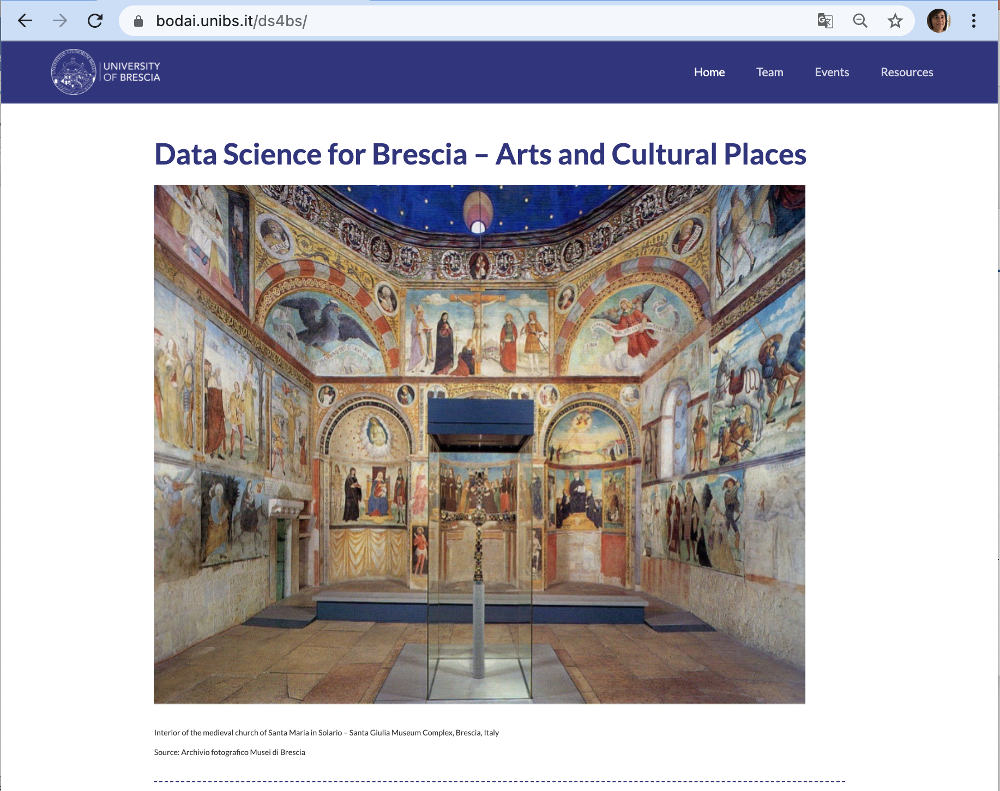 bodai.unibs.it/ds4bs/
UNIVERSITY
OF BRESCIA
Home Team Events Resources
Data Science for Brescia – Arts and Cultural Places
Interior of the medieval church of Santa Maria in Solario – Santa Giulia Museum Complex, Brescia, Italy
Source: Archivio fotografico Musei di Brescia